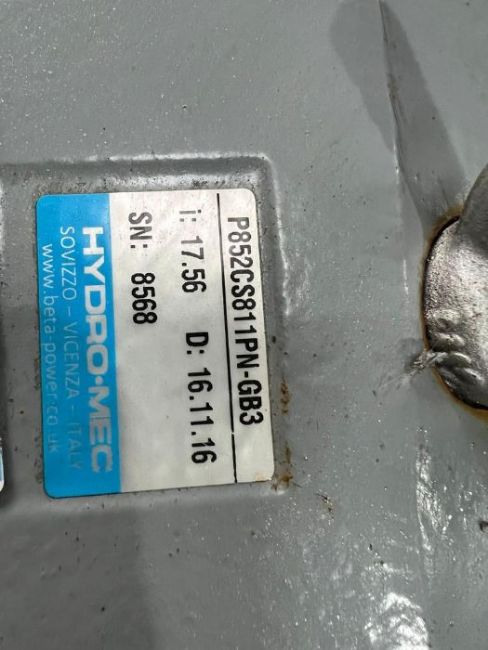 P852CS811PN-GB3
i: 17.56 D: 16.11.16
SN: 8568
HYDRO-MEC
SOVIZZO - VICENZA - ITALY
www.beta-power.co.uk